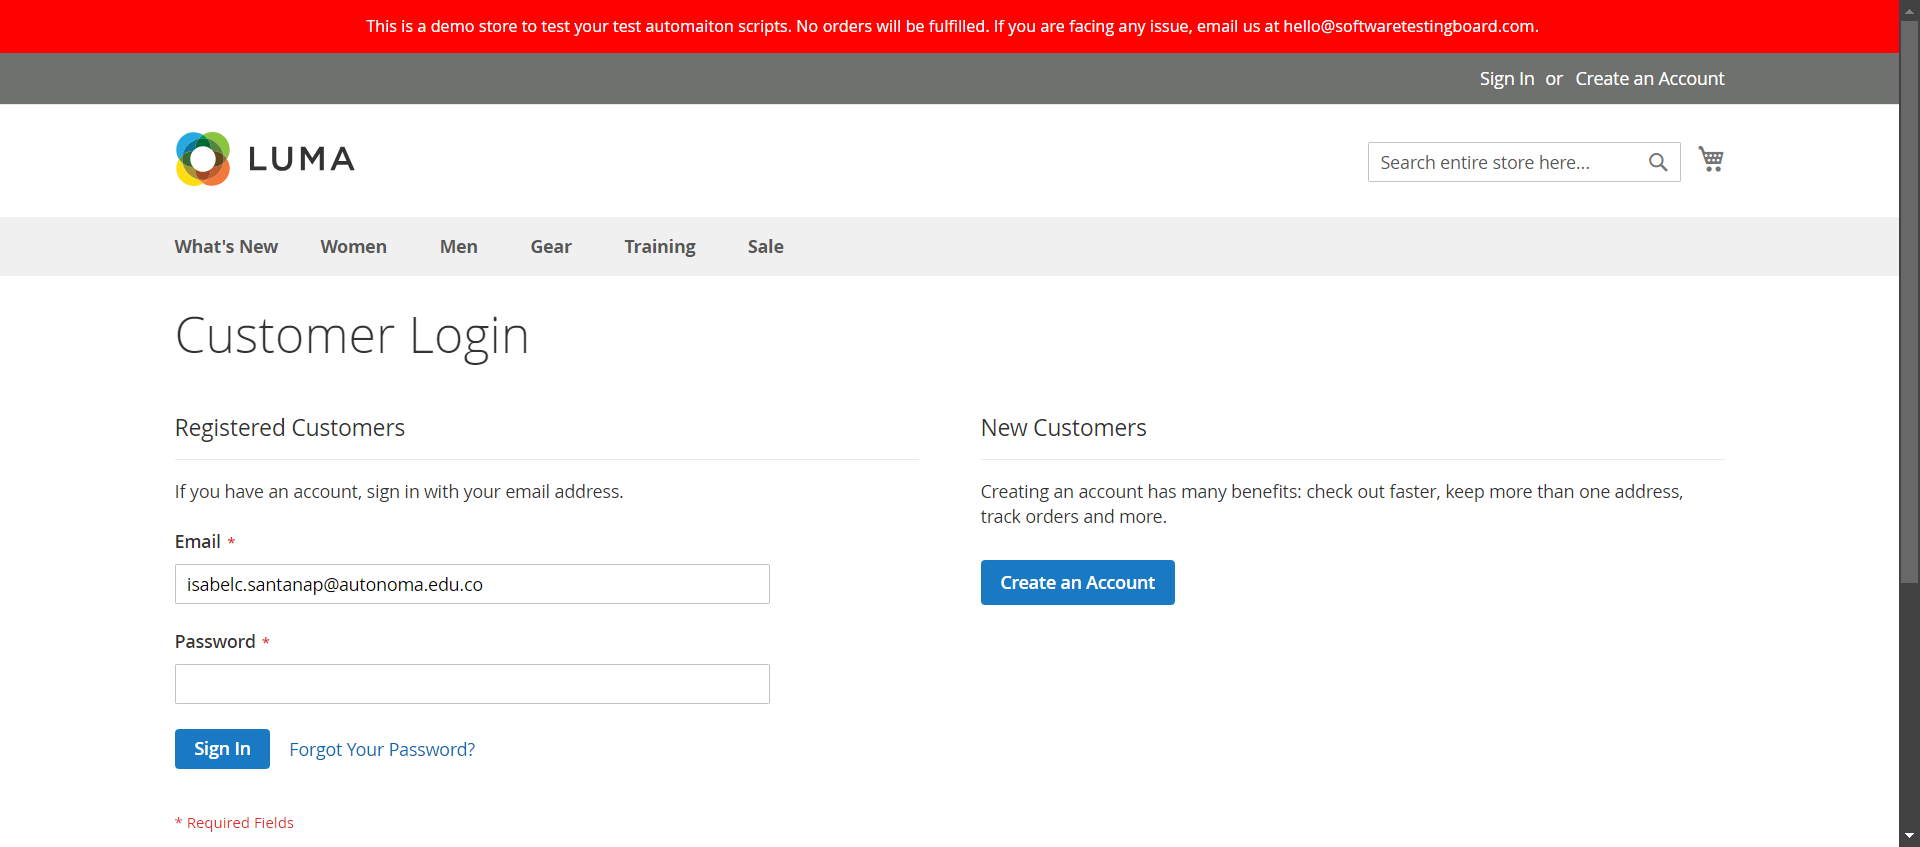 This is a demo store to test your test automaiton scripts. No orders will be fulfilled. If you are facing any issue, email us at hello@softwaretestingboard.com.
Sign In or Create an Account
LUMA
Search entire store here...
What's New Women Men Gear Training Sale
Customer Login
Registered Customers
If you have an account, sign in with your email address.
Email *
isabelc.santanap@autonoma.edu.co
Password *
Sign In Forgot Your Password?
* Required Fields
New Customers
Creating an account has many benefits: check out faster, keep more than one address,
track orders and more.
Create an Account